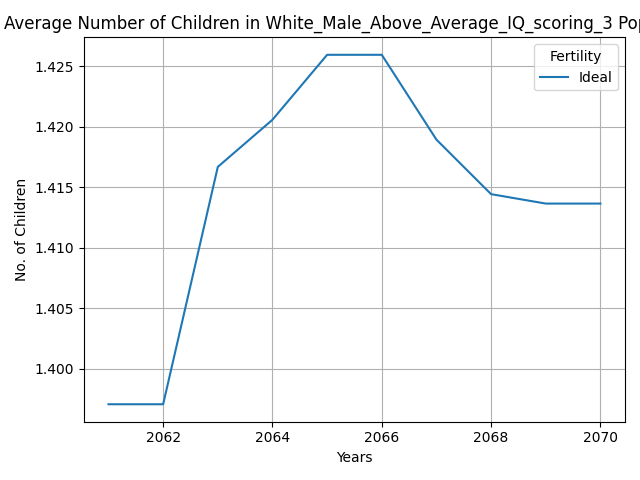 Average Number of Children in White_Male_Above_Average_IQ_scoring_3 Pop
Fertility
Ideal
1.425
1.420
1.415
1.410
1.405
1.400
No. of Children
2062 2064 2066 2068 2070
Years